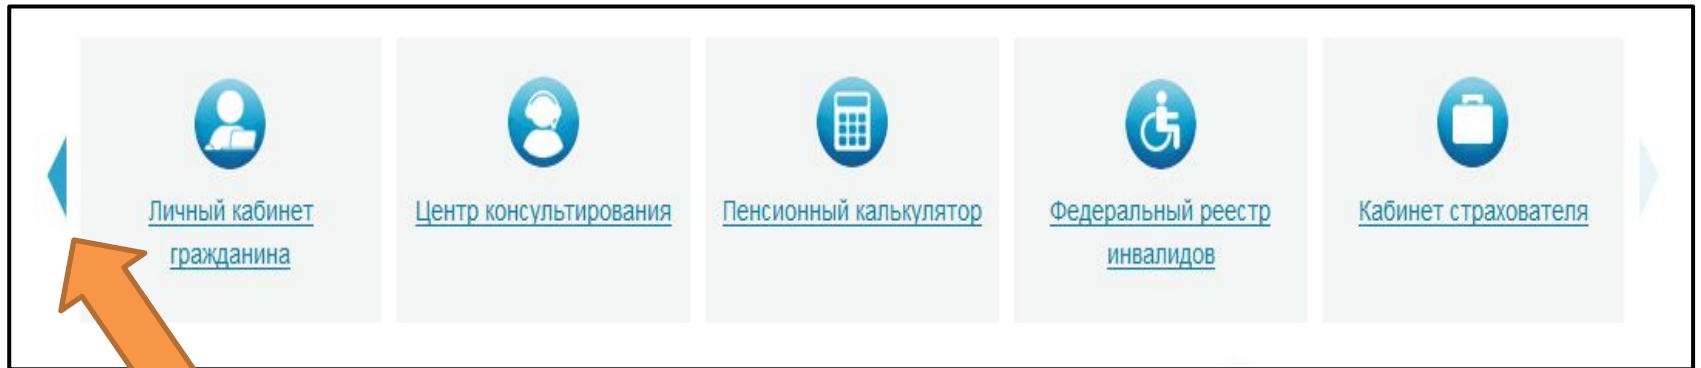 Личный кабинет
гражданина
Центр консультирования
Пенсионный калькулятор
Федеральный реестр
инвалидов
Кабинет страхователя